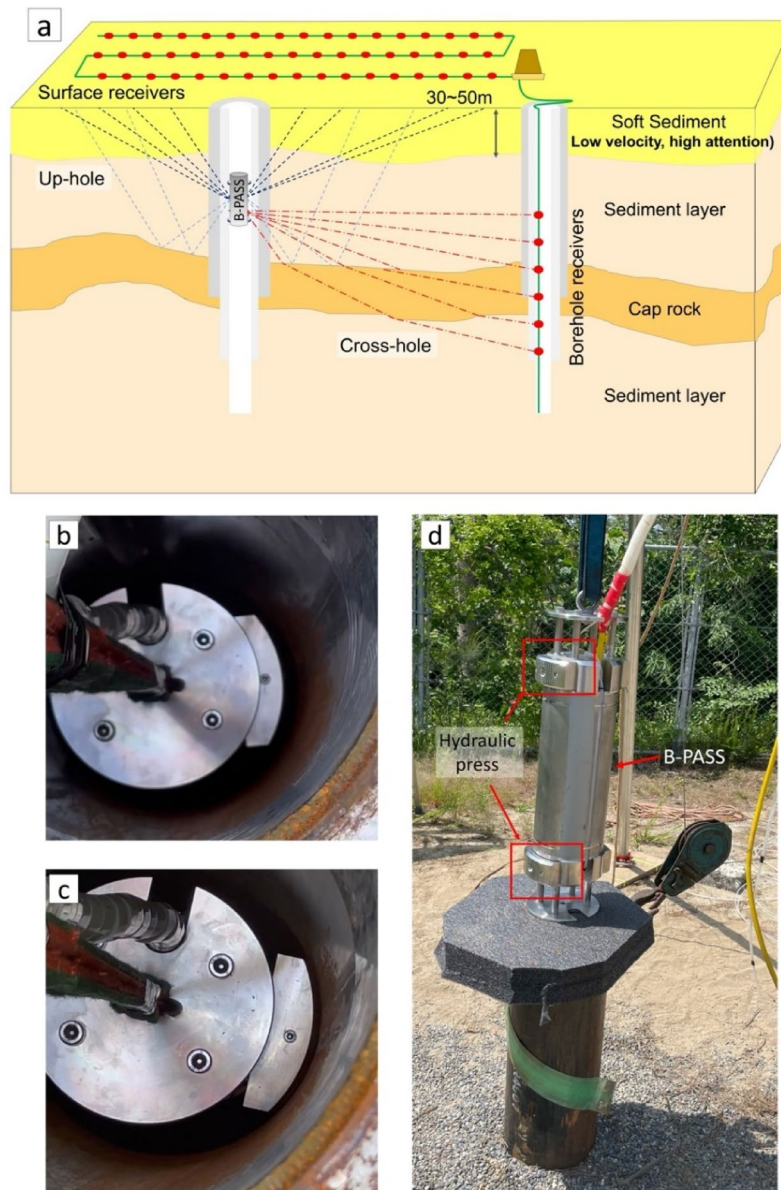 a
Surface receivers
30~50m
Soft Sediment
Low velocity, high attention)
Up-hole
B-PASS
Sediment layer
Borehole receivers
Cap rock
Cross-hole
Sediment layer
b
d
Hydraulic
press
B-PASS
c